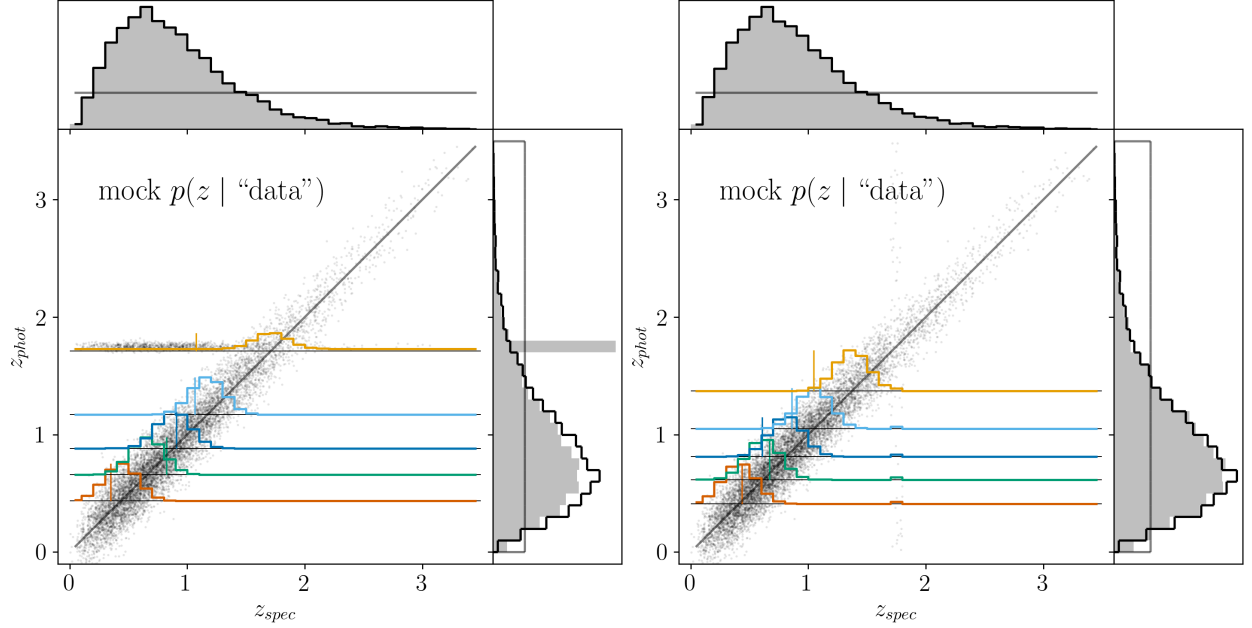 mock p(z | “data”)
3
2
1
0
z_phot
0
1
2
3
z_spec
mock p(z | “data”)
3
2
1
0
z_phot
0
1
2
3
z_spec